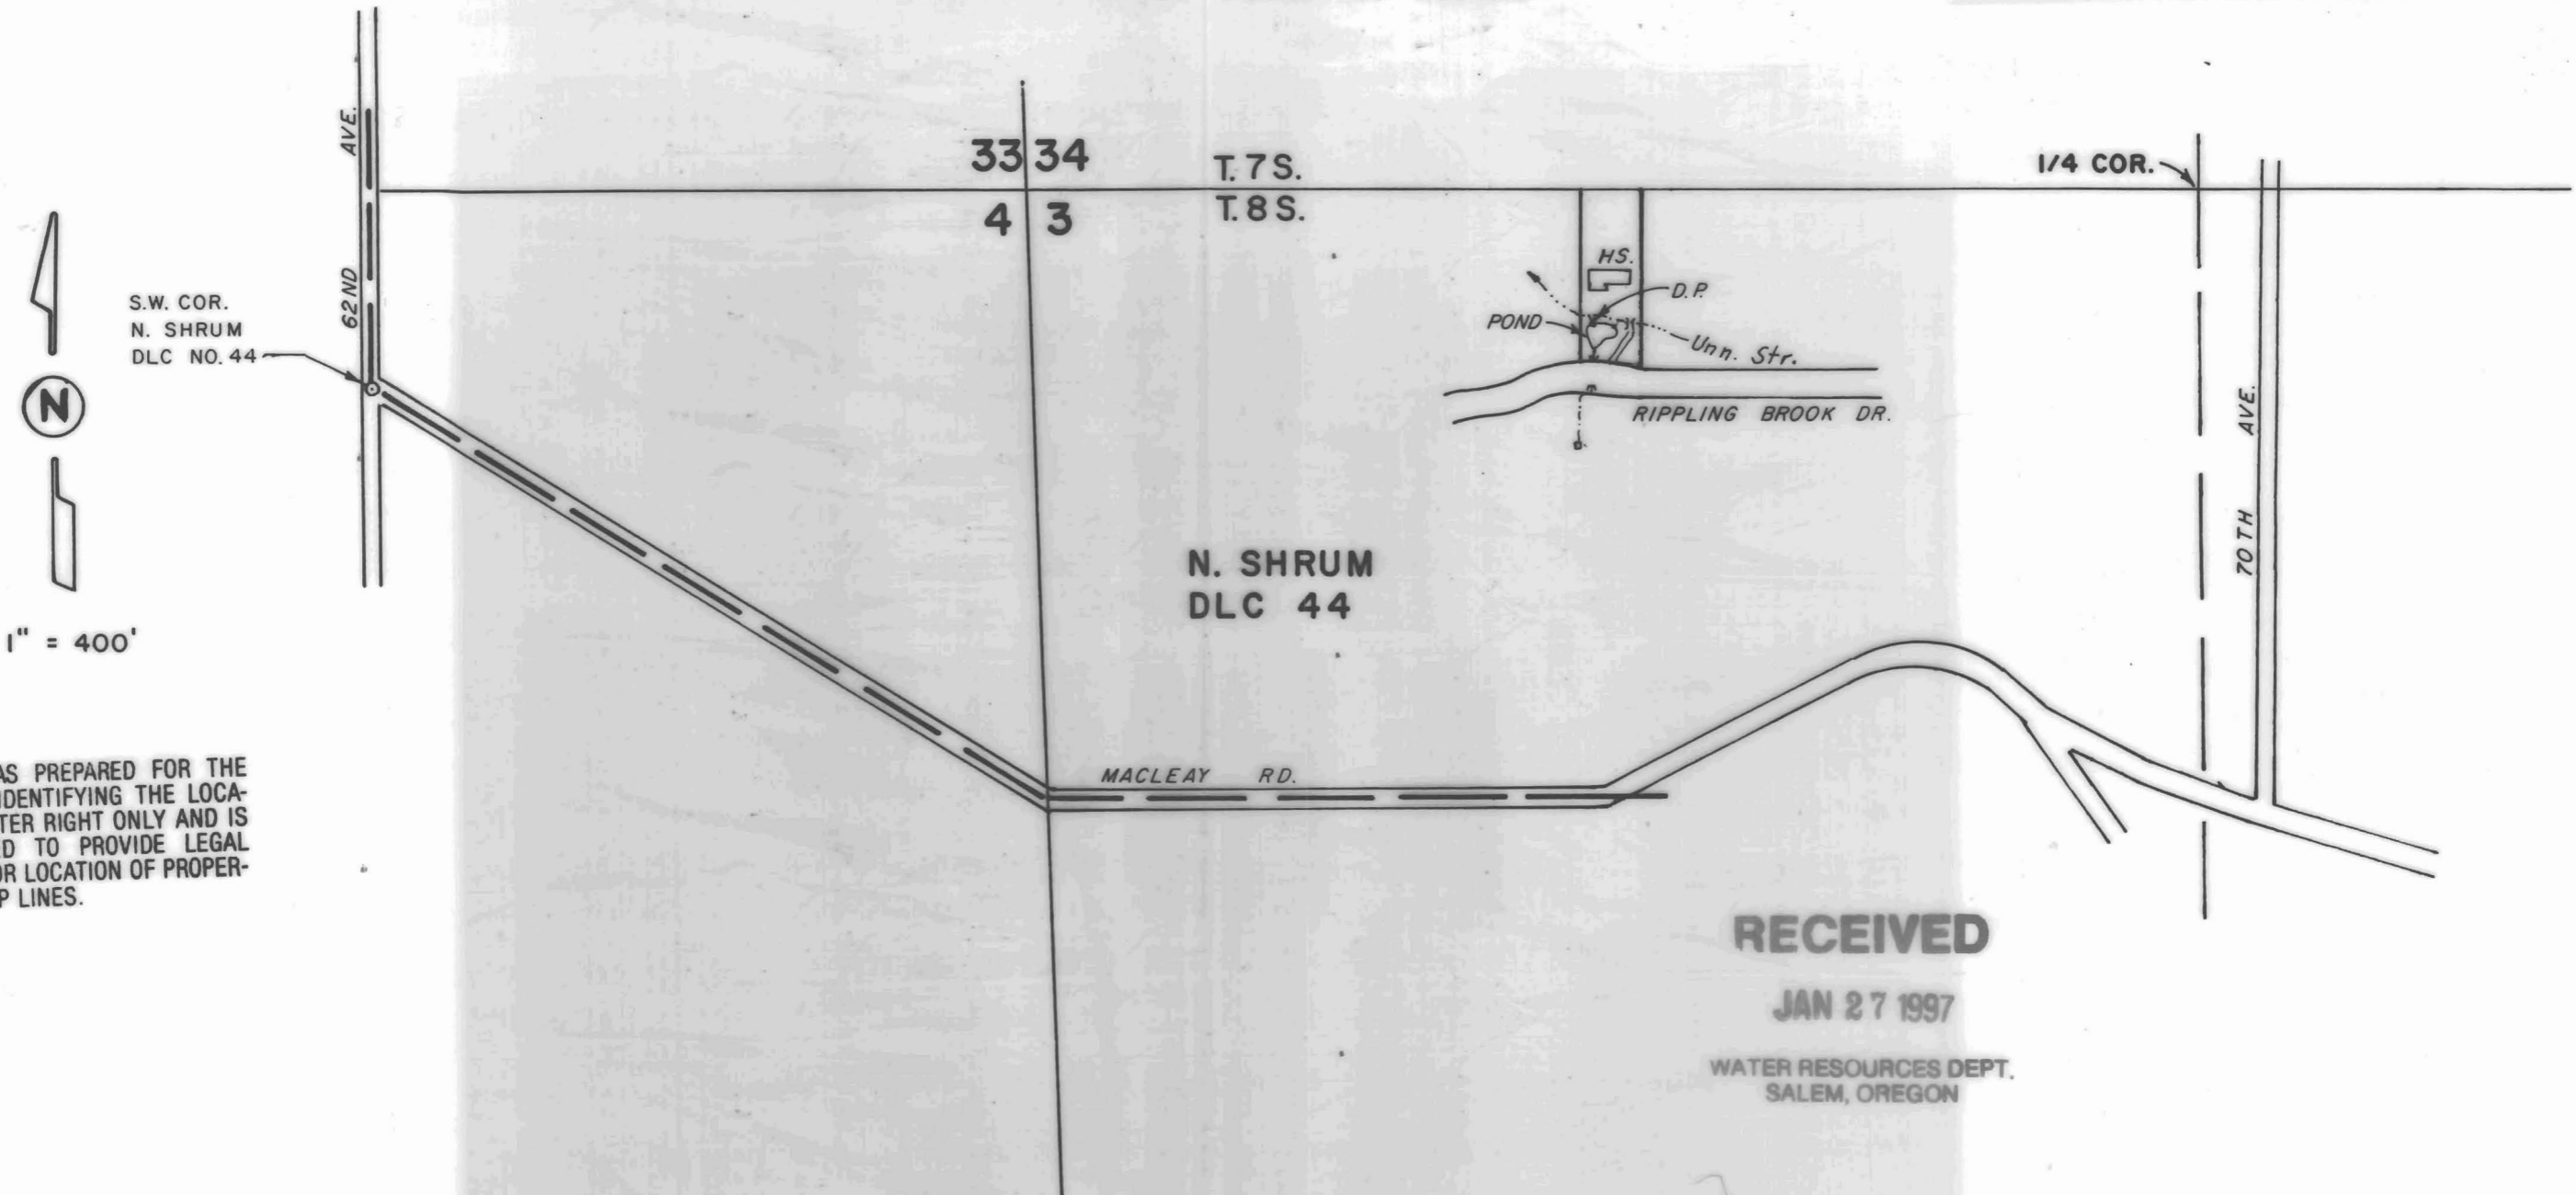 62ND AVE.
33 34
T. 7 S.
4 3
T. 8 S.
1/4 COR.
S.W. COR.
N. SHRUM
DLC NO. 44
N
1" = 400'
HS.
D.P.
POND
Unn. Str.
RIPPLING BROOK DR.
70TH AVE.
N. SHRUM
DLC 44
MACLEAY RD.
AS PREPARED FOR THE
IDENTIFYING THE LOCA-
TER RIGHT ONLY AND IS
D TO PROVIDE LEGAL
OR LOCATION OF PROPER-
P LINES.
RECEIVED
JAN 27 1997
WATER RESOURCES DEPT.
SALEM, OREGON